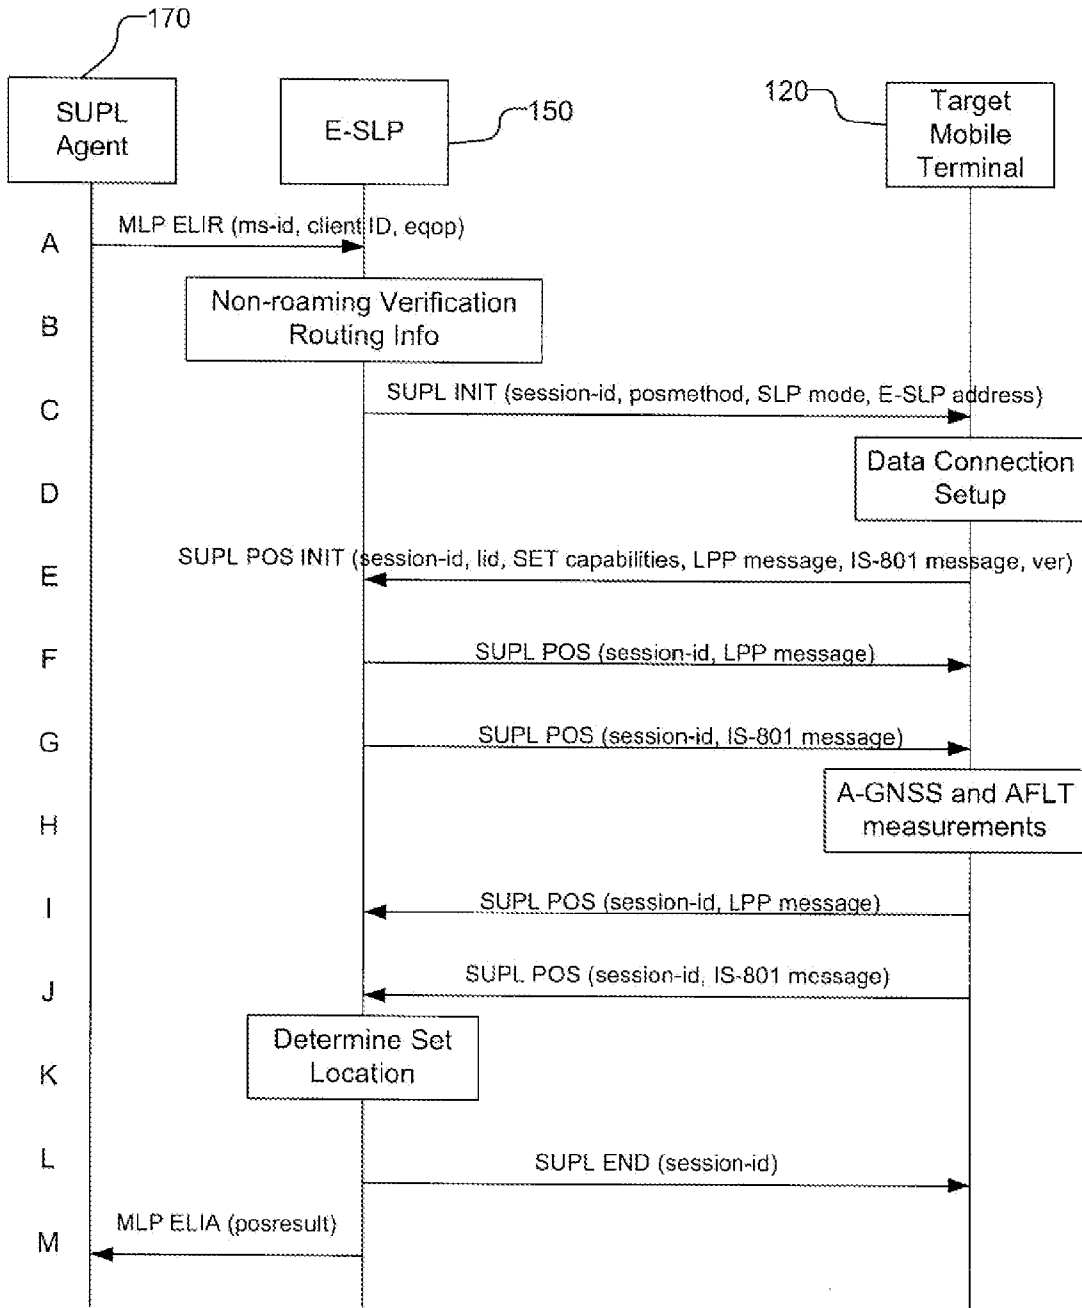 170
SUPL
Agent
E-SLP
150
120
Target
Mobile
Terminal
A
MLP ELIR (ms-id, client ID, eqop)
B
Non-roaming Verification
Routing Info
C
SUPL INIT (session-id, posmethod, SLP mode, E-SLP address)
D
Data Connection
Setup
E
SUPL POS INIT (session-id, lid, SET capabilities, LPP message, IS-801 message, ver)
F
SUPL POS (session-id, LPP message)
G
SUPL POS (session-id, IS-801 message)
H
A-GNSS and AFLT
measurements
I
SUPL POS (session-id, LPP message)
J
SUPL POS (session-id, IS-801 message)
K
Determine Set
Location
L
SUPL END (session-id)
M
MLP ELIA (posresult)